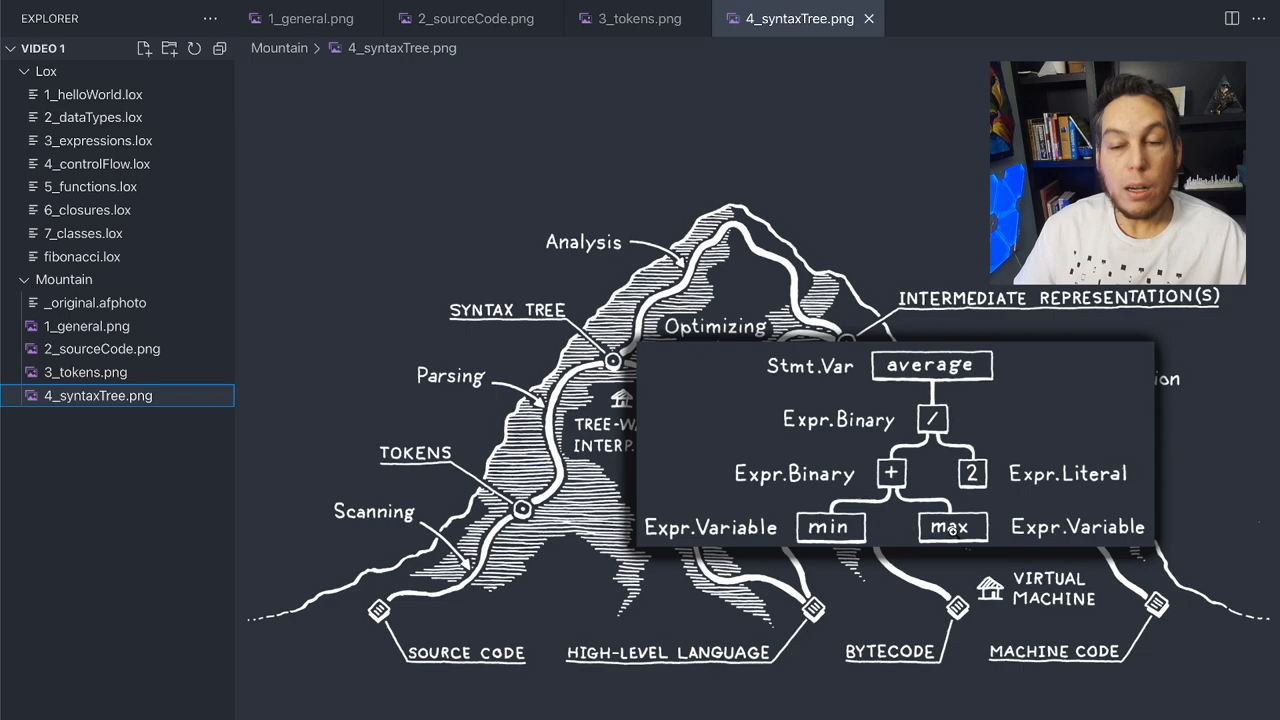 EXPLORER
1_general.png
2_sourceCode.png
3_tokens.png
4_syntaxTree.png
VIDEO 1
Mountain
4_syntaxTree.png
Lox
1_helloWorld.lox
2_dataTypes.lox
3_expressions.lox
4_controlFlow.lox
5_functions.lox
6_closures.lox
7_classes.lox
fibonacci.lox
Mountain
_original.afphoto
1_general.png
2_sourceCode.png
3_tokens.png
4_syntaxTree.png
Analysis
SYNTAX TREE
Optimizing
INTERMEDIATE REPRESENTATION(S)
Parsing
TOKENS
Scanning
INTERP.
Stmt.Var average
Expr.Binary /
Expr.Binary + 2 Expr.Literal
Expr.Variable min max Expr.Variable
VIRTUAL
MACHINE
SOURCE CODE
HIGH-LEVEL LANGUAGE
BYTECODE
MACHINE CODE